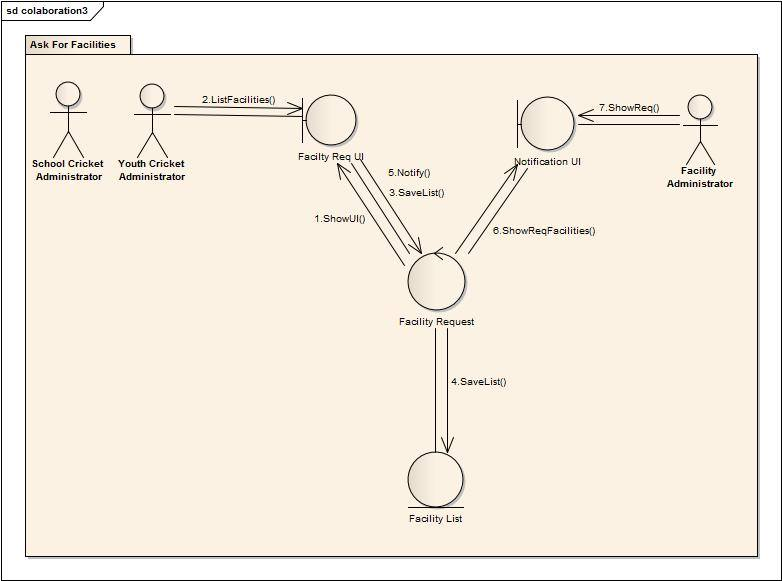 sd colaboration3
Ask For Facilities
2.ListFacilities()
7.ShowReq()
School Cricket
Administrator
Youth Cricket
Administrator
Facilty Req UI
Notification UI
Facility
Administrator
5.Notify()
3.SaveList()
1.ShowUI()
6.ShowReqFacilities()
Facility Request
4.SaveList()
Facility List